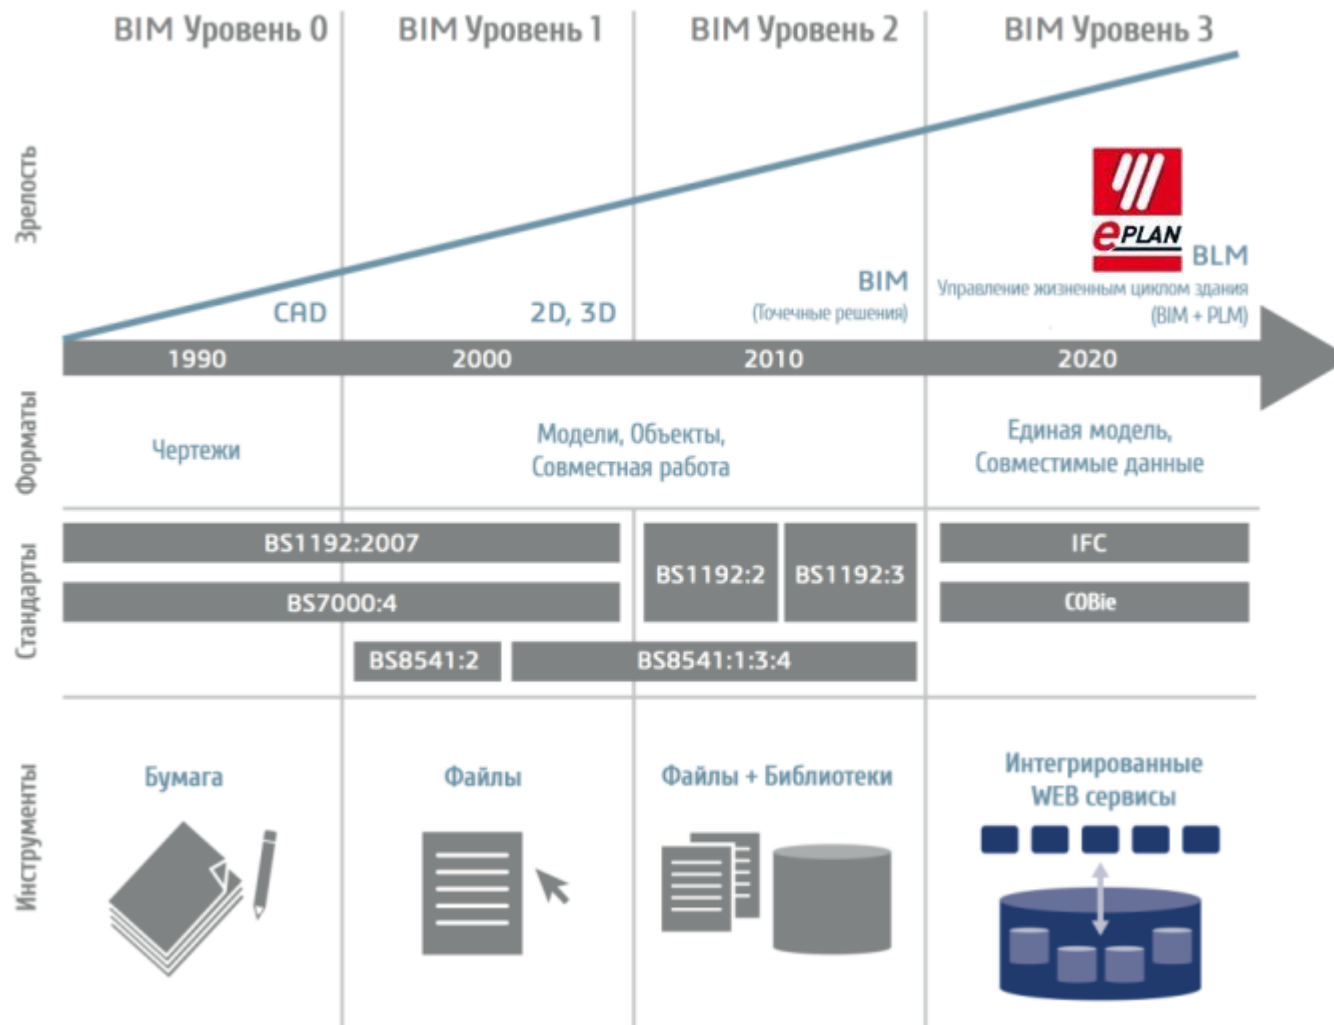 BIM Уровень 0
BIM Уровень 1
BIM Уровень 2
BIM Уровень 3
Зрелость
CAD
2D, 3D
BIM
(Точечные решения)
ePLAN
BLM
Управление жизненным циклом здания
(BIM + PLM)
1990
2000
2010
2020
Форматы
Чертежи
Модели, Объекты,
Совместная работа
Единая модель,
Совместимые данные
Стандарты
BS1192:2007
BS7000:4
BS8541:2
BS8541:1:3:4
BS1192:2
BS1192:3
IFC
COBie
Инструменты
Бумага
Файлы
Файлы + Библиотеки
Интегрированные
WEB сервисы